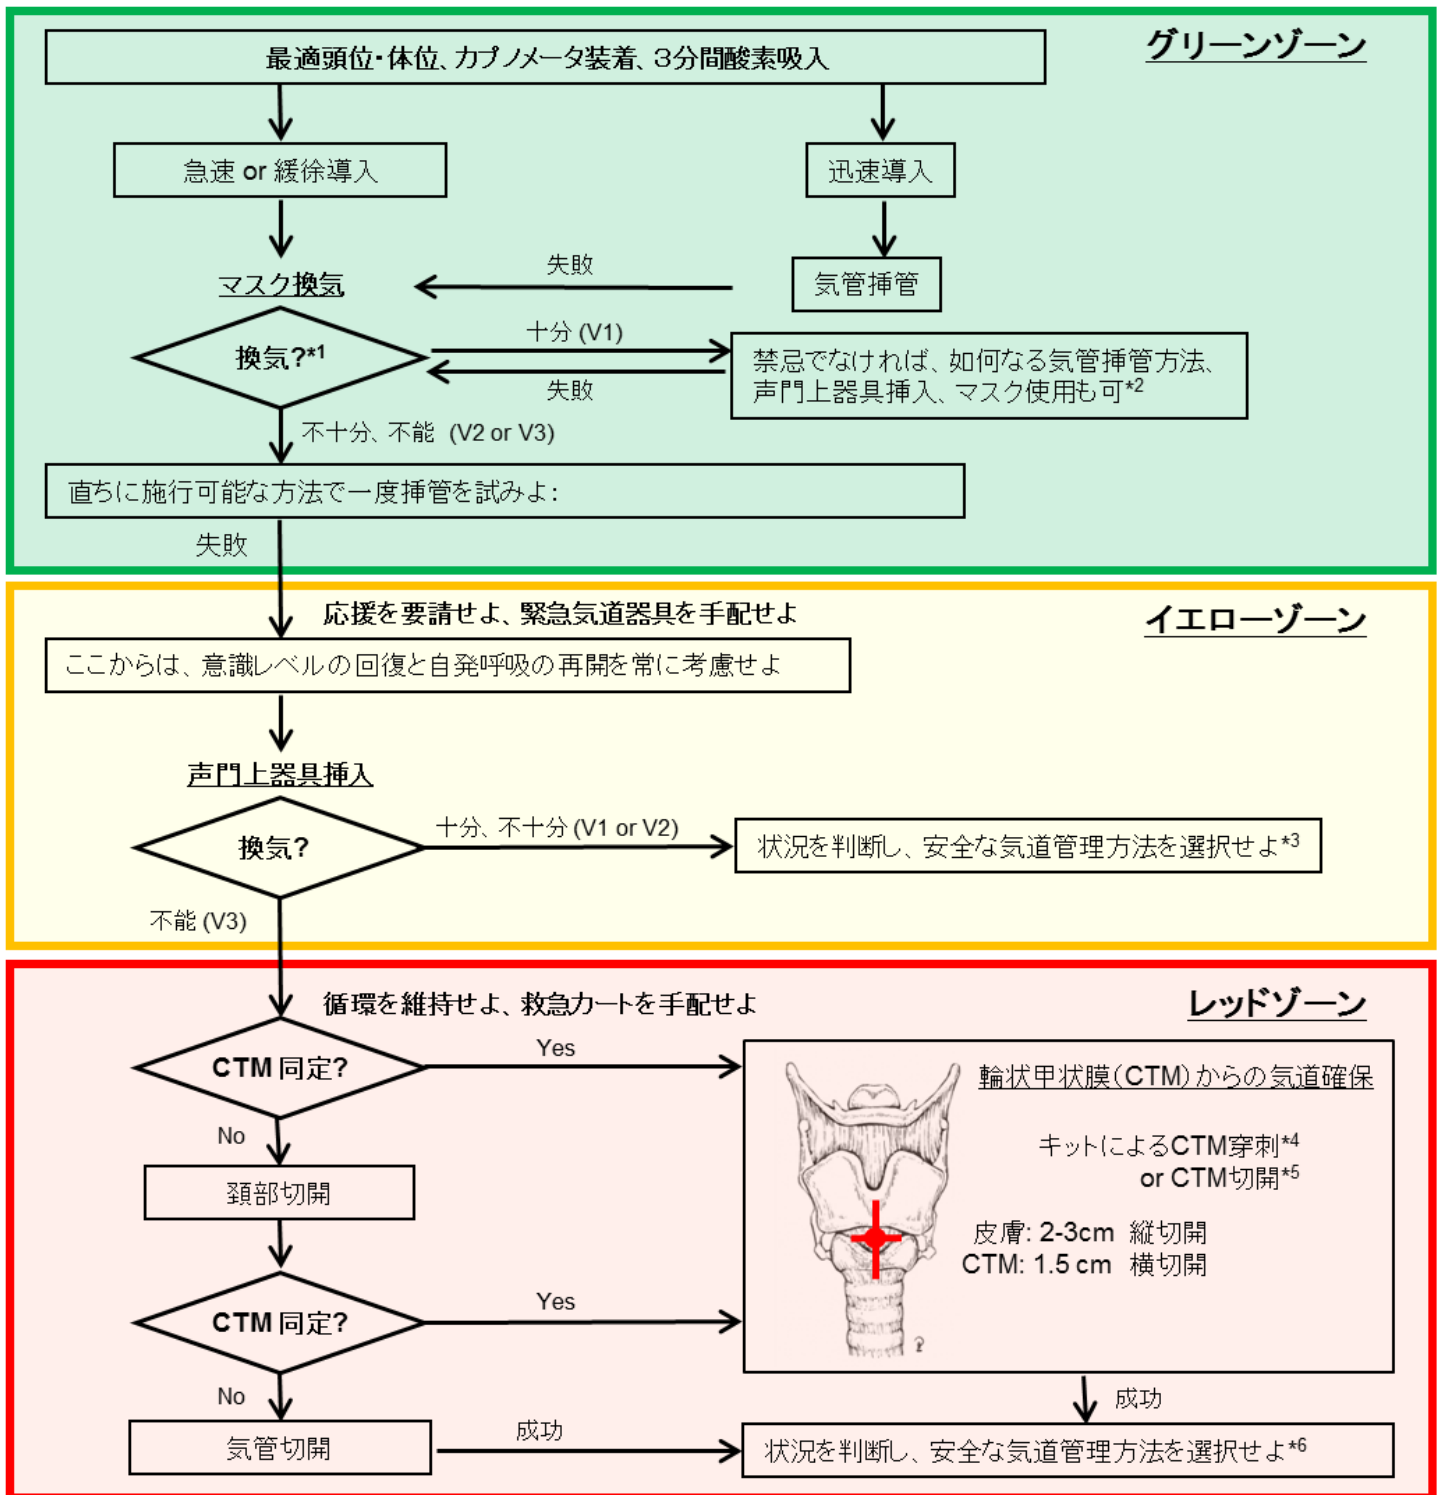 グリーンゾーン
最適頭位・体位、カプノメータ装着、３分間酸素吸入
急速 or 緩徐導入
迅速導入
マスク換気
失敗
気管挿管
換気?*1
十分 (V1)
失敗
禁忌でなければ、如何なる気管挿管方法、
声門上器具挿入、マスク使用も可*2
不十分、不能 (V2 or V3)
直ちに施行可能な方法で一度挿管を試みよ:
失敗
イエローゾーン
応援を要請せよ、緊急気道器具を手配せよ
ここからは、意識レベルの回復と自発呼吸の再開を常に考慮せよ
声門上器具挿入
換気?
十分、不十分 (V1 or V2)
状況を判断し、安全な気道管理方法を選択せよ*3
不能 (V3)
レッドゾーン
循環を維持せよ、救急カートを手配せよ
CTM 同定?
Yes
輪状甲状膜（CTM）からの気道確保
キットによるCTM穿刺*4
or CTM切開*5
皮膚: 2-3cm 縦切開
CTM: 1.5 cm 横切開
No
頚部切開
CTM 同定?
Yes
No
気管切開
成功
成功
状況を判断し、安全な気道管理方法を選択せよ*6